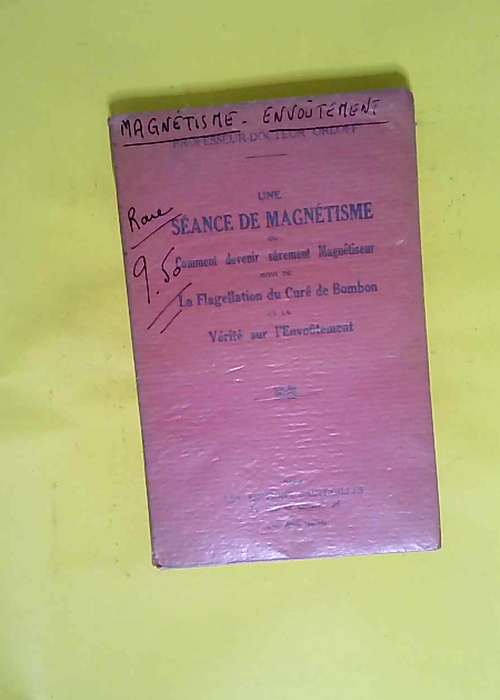 MAGNÉTISME - ENVOÛTEMENT
PROFESSEUR-DOCTEUR ORLOFF
UNE
Rare
SÉANCE DE MAGNÉTISME
OU
Comment devenir sûrement Magnétiseur
9.50
SUIVI DE
La Flagellation du Curé de Bombon
ET LA
Vérité sur l'Envoûtement